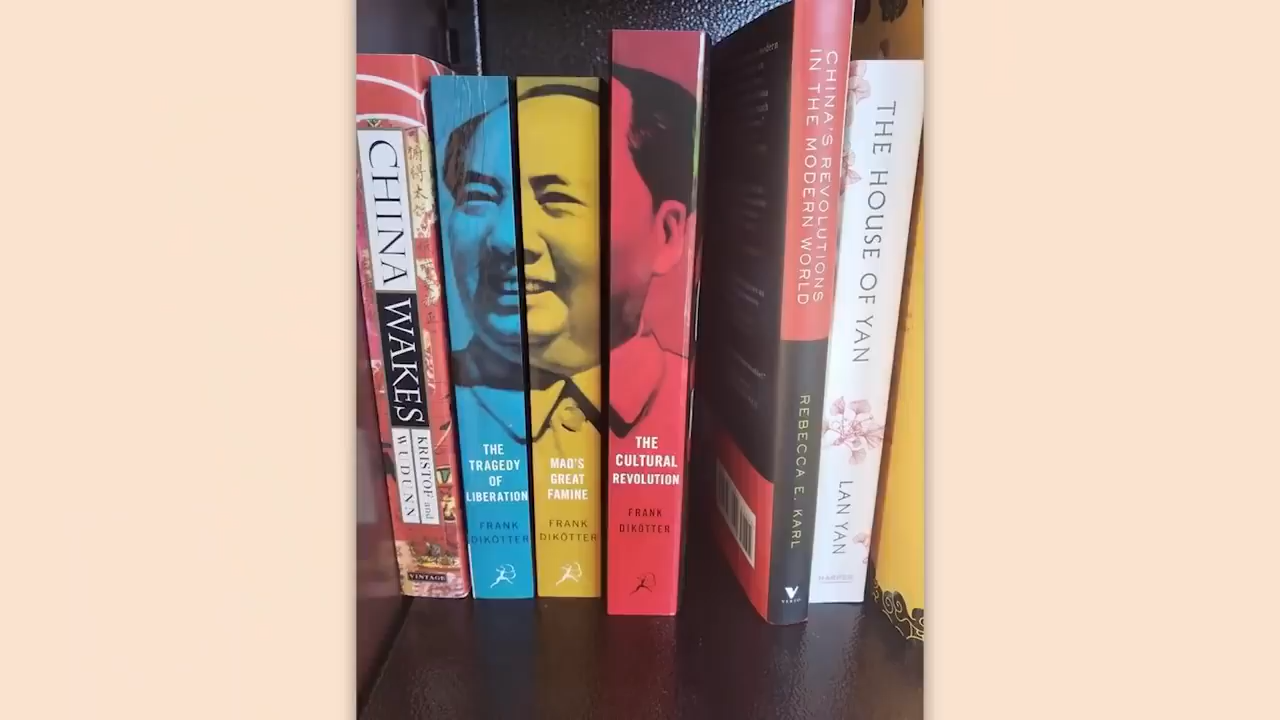 CHINA WAKES
KRISTOF and
WUDUNN
VINTAGE
THE
TRAGEDY
OF
LIBERATION
FRANK
DIKÖTTER
MAO'S
GREAT
FAMINE
FRANK
DIKÖTTER
THE
CULTURAL
REVOLUTION
FRANK
DIKÖTTER
CHINA'S REVOLUTIONS
IN THE MODERN WORLD
REBECCA E. KARL
VERSO
THE HOUSE OF YAN
LAN YAN
HARPER